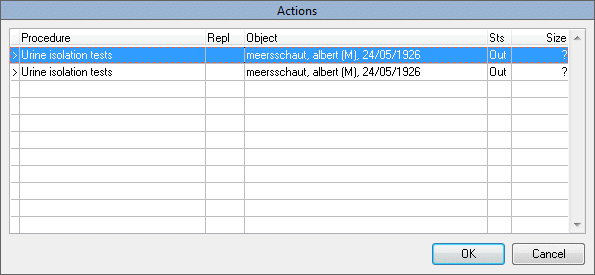 Actions
Procedure Repl Object Sts Size
> Urine isolation tests meersschaut, albert (M), 24/05/1926 Out ?
> Urine isolation tests meersschaut, albert (M), 24/05/1926 Out ?
OK Cancel